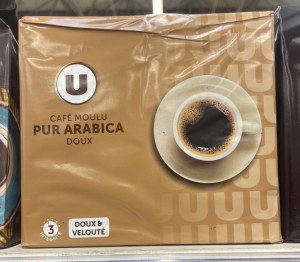 U
CAFÉ MOULU
PUR ARABICA
DOUX
3
DOUX &
VELOUTÉ